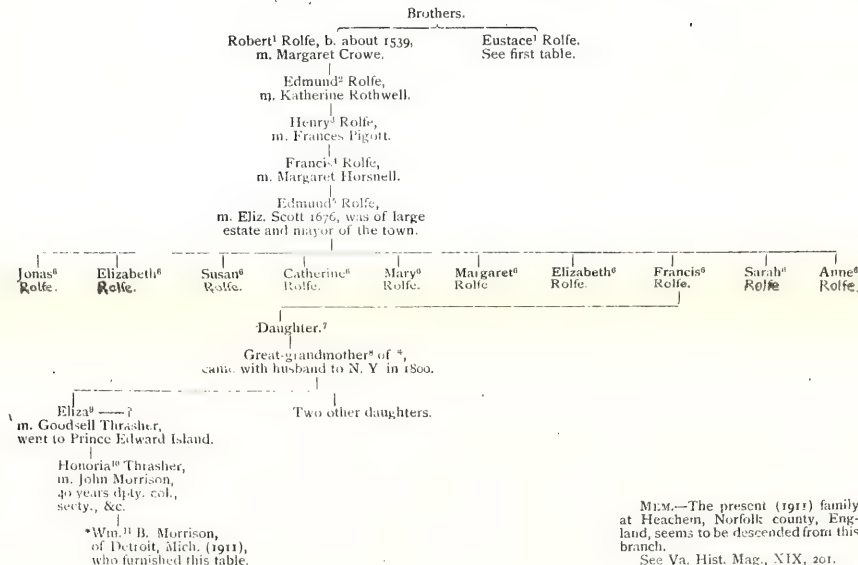 Brothers.
Robert¹ Rolfe, b. about 1539,
m. Margaret Crowe.
Eustace¹ Rolfe.
See first table.
Edmund² Rolfe,
m. Katherine Rothwell.
Henry³ Rolfe,
m. Frances Pigott.
Francis⁴ Rolfe,
m. Margaret Horsnell.
Edmund⁵ Rolfe,
m. Eliz. Scott 1676, was of large
estate and mayor of the town.
Jonas⁶ Rolfe.
Elizabeth⁶ Rolfe.
Susan⁶ Rolfe.
Catherine⁶ Rolfe.
Mary⁶ Rolfe.
Margaret⁶ Rolfe
Elizabeth⁶ Rolfe.
Francis⁶ Rolfe.
Sarah⁶ Rolfe
Anne⁶ Rolfe.
Daughter.⁷
Great-grandmother⁸ of *,
came with husband to N. Y in 1800.
Eliza⁹ —— ?
m. Goodsell Thrasher,
went to Prince Edward Island.
Two other daughters.
Honoria¹⁰ Thrasher,
m. John Morrison,
40 years dpty. col.,
secty., &c.
*Wm.¹¹ B. Morrison,
of Detroit, Mich. (1911),
who furnished this table.
MEM.—The present (1911) family
at Heachem, Norfolk county, Eng-
land, seems to be descended from this
branch.
See Va. Hist. Mag., XIX, 201.